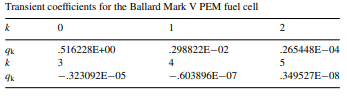 Transient coefficients for the Ballard Mark V PEM fuel cell
k 0 1 2
qk .516228E+00 .298822E−02 .265448E−04
k 3 4 5
qk −.323092E−05 −.603896E−07 .349527E−08